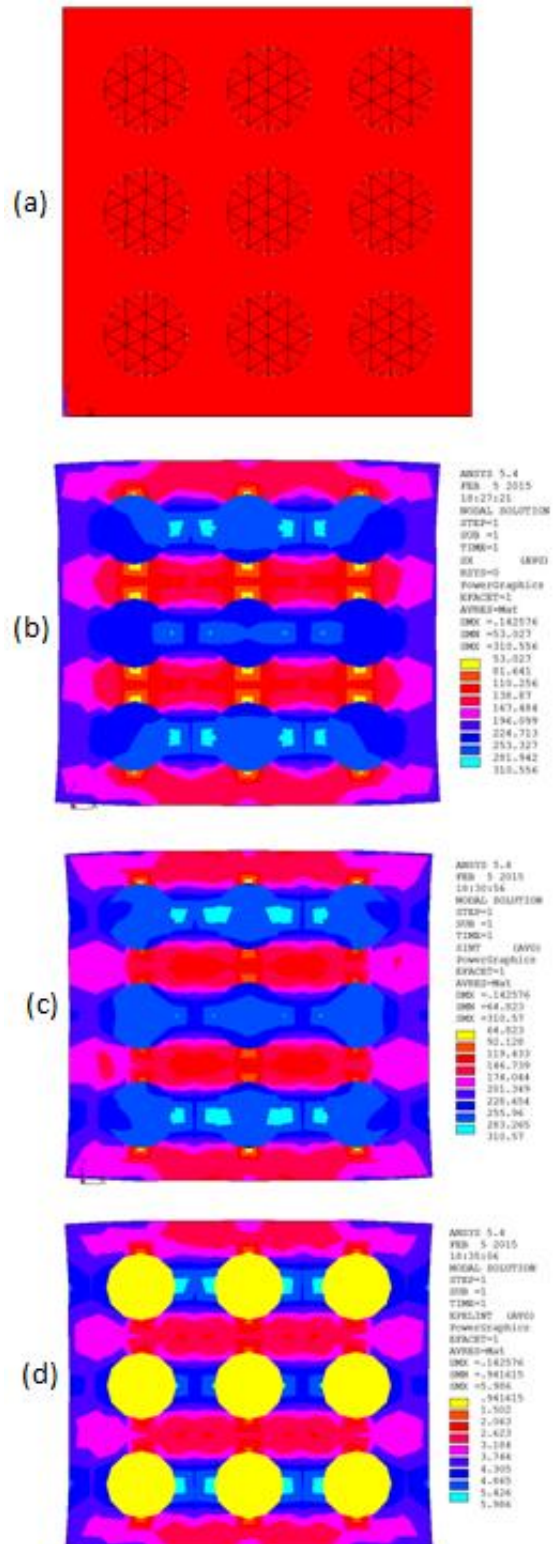 (a)
(b)
ANSYS 5.4
FEB 5 2015
18:27:21
NODAL SOLUTION
STEP=1
SUB =1
TIME=1
SX (AVG)
RSYS=0
PowerGraphics
EFACET=1
AVRES=Mat
DMX =.142576
SMN =53.027
SMX =310.556
53.027
81.641
110.256
138.87
167.484
196.099
224.713
253.327
281.942
310.556
(c)
ANSYS 5.4
FEB 5 2015
18:30:56
NODAL SOLUTION
STEP=1
SUB =1
TIME=1
SINT (AVG)
PowerGraphics
EFACET=1
AVRES=Mat
DMX =.142576
SMN =64.823
SMX =310.57
64.823
92.128
119.433
146.739
174.044
201.349
228.654
255.96
283.265
310.57
(d)
ANSYS 5.4
FEB 5 2015
18:35:06
NODAL SOLUTION
STEP=1
SUB =1
TIME=1
EPELINT (AVG)
PowerGraphics
EFACET=1
AVRES=Mat
DMX =.142576
SMN =.941415
SMX =5.986
.941415
1.502
2.063
2.623
3.184
3.744
4.305
4.865
5.426
5.986